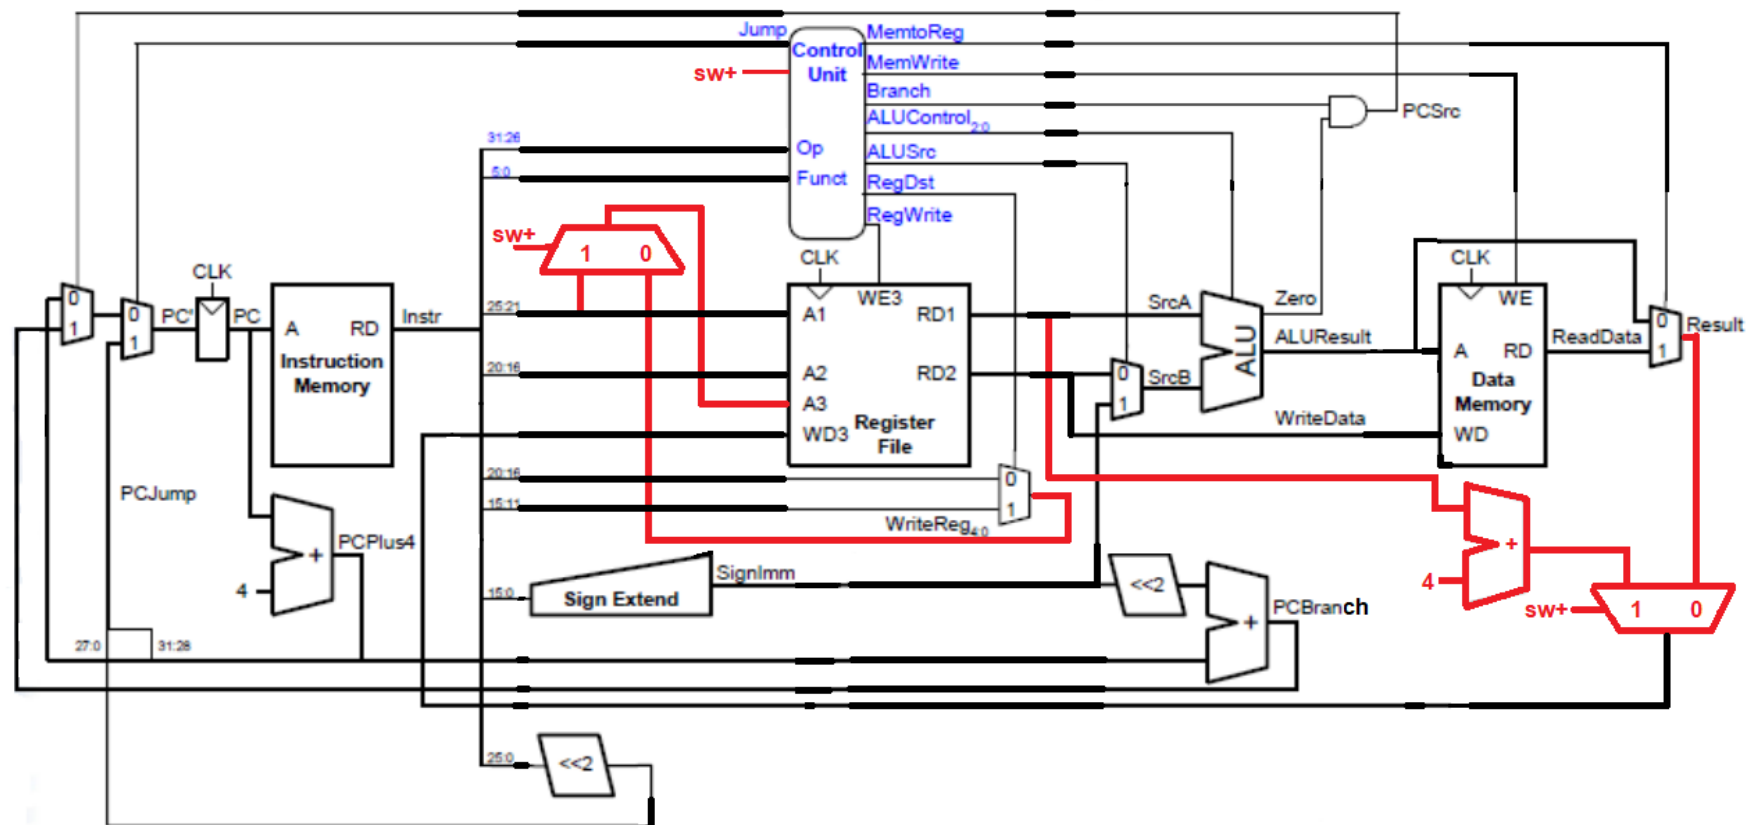 Jump
Control
Unit
MemtoReg
MemWrite
Branch
ALUControl2:0
ALUSrc
RegDst
RegWrite
sw+
PCSrc
31:26
Op
5:0
Funct
sw+
1
0
CLK
CLK
CLK
0
1
0
1
PC'
PC
A
RD
Instruction
Memory
Instr
25:21
A1
WE3
RD1
20:16
A2
RD2
A3
WD3
Register
File
SrcA
0
1
SrcB
ALU
Zero
ALUResult
WriteData
WE
A
RD
Data
Memory
WD
ReadData
0
1
Result
20:16
15:11
0
1
WriteReg4:0
PCJump
+
PCPlus4
4
15:0
Sign Extend
SignImm
<<2
+
PCBranch
+
4
sw+
1
0
27:0
31:28
25:0
<<2